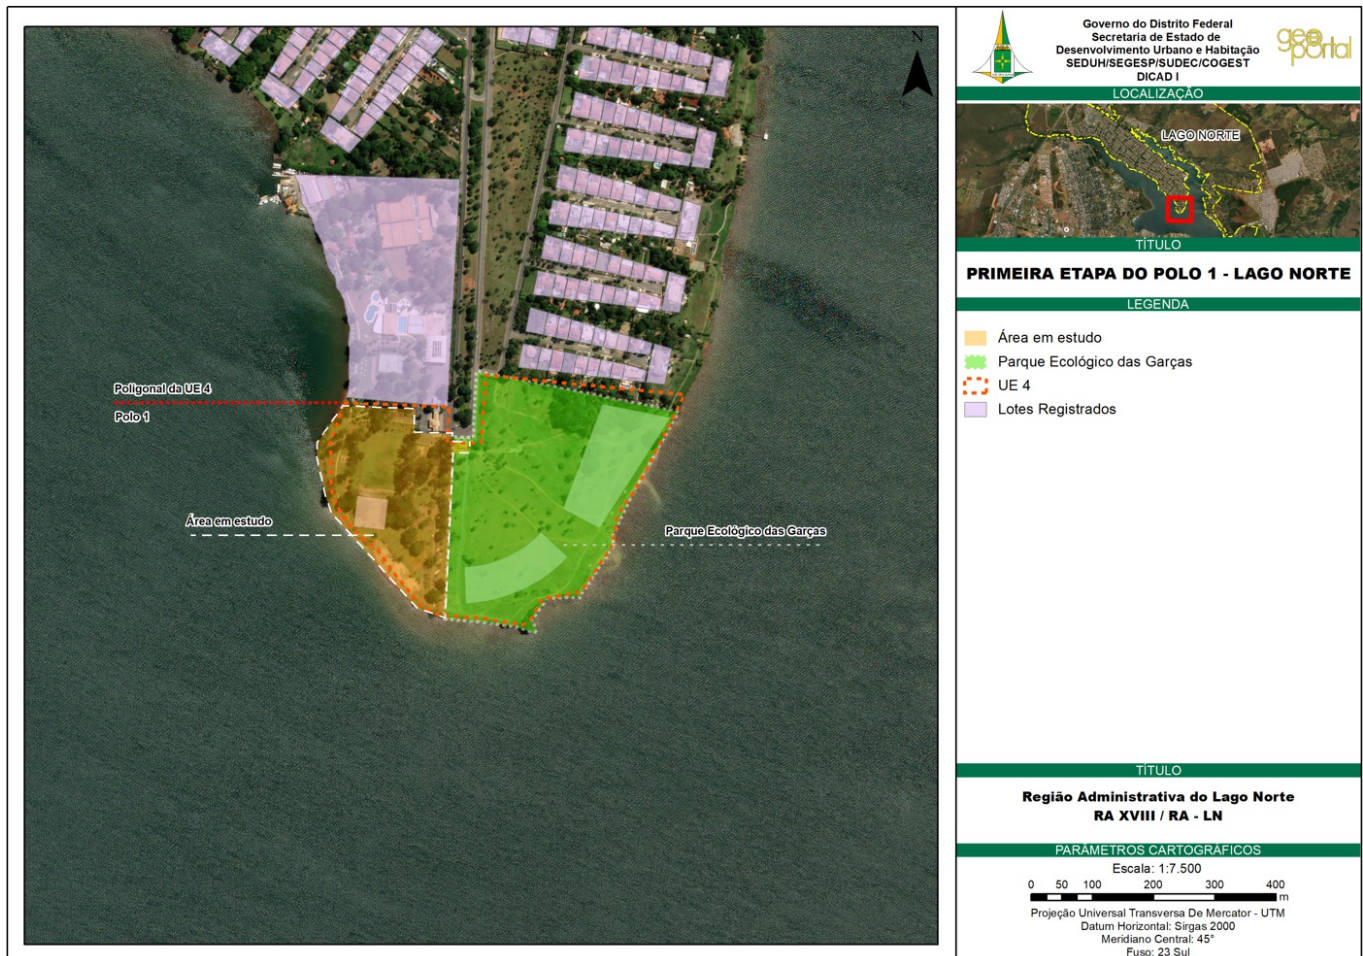 N
Poligonal da UE 4
Polo 1
Área em estudo
Parque Ecológico das Garças
Governo do Distrito Federal
Secretaria de Estado de
Desenvolvimento Urbano e Habitação
SEDUH/SEGESP/SUDEC/COGEST
DICAD I
geo
portal
LOCALIZAÇÃO
LAGO NORTE
TÍTULO
PRIMEIRA ETAPA DO POLO 1 - LAGO NORTE
LEGENDA
Área em estudo
Parque Ecológico das Garças
UE 4
Lotes Registrados
TÍTULO
Região Administrativa do Lago Norte
RA XVIII / RA - LN
PARÂMETROS CARTOGRÁFICOS
Escala: 1:7.500
0 50 100 200 300 400
m
Projeção Universal Transversa De Mercator - UTM
Datum Horizontal: Sirgas 2000
Meridiano Central: 45°
Fuso: 23 Sul